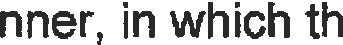 nner, in which th